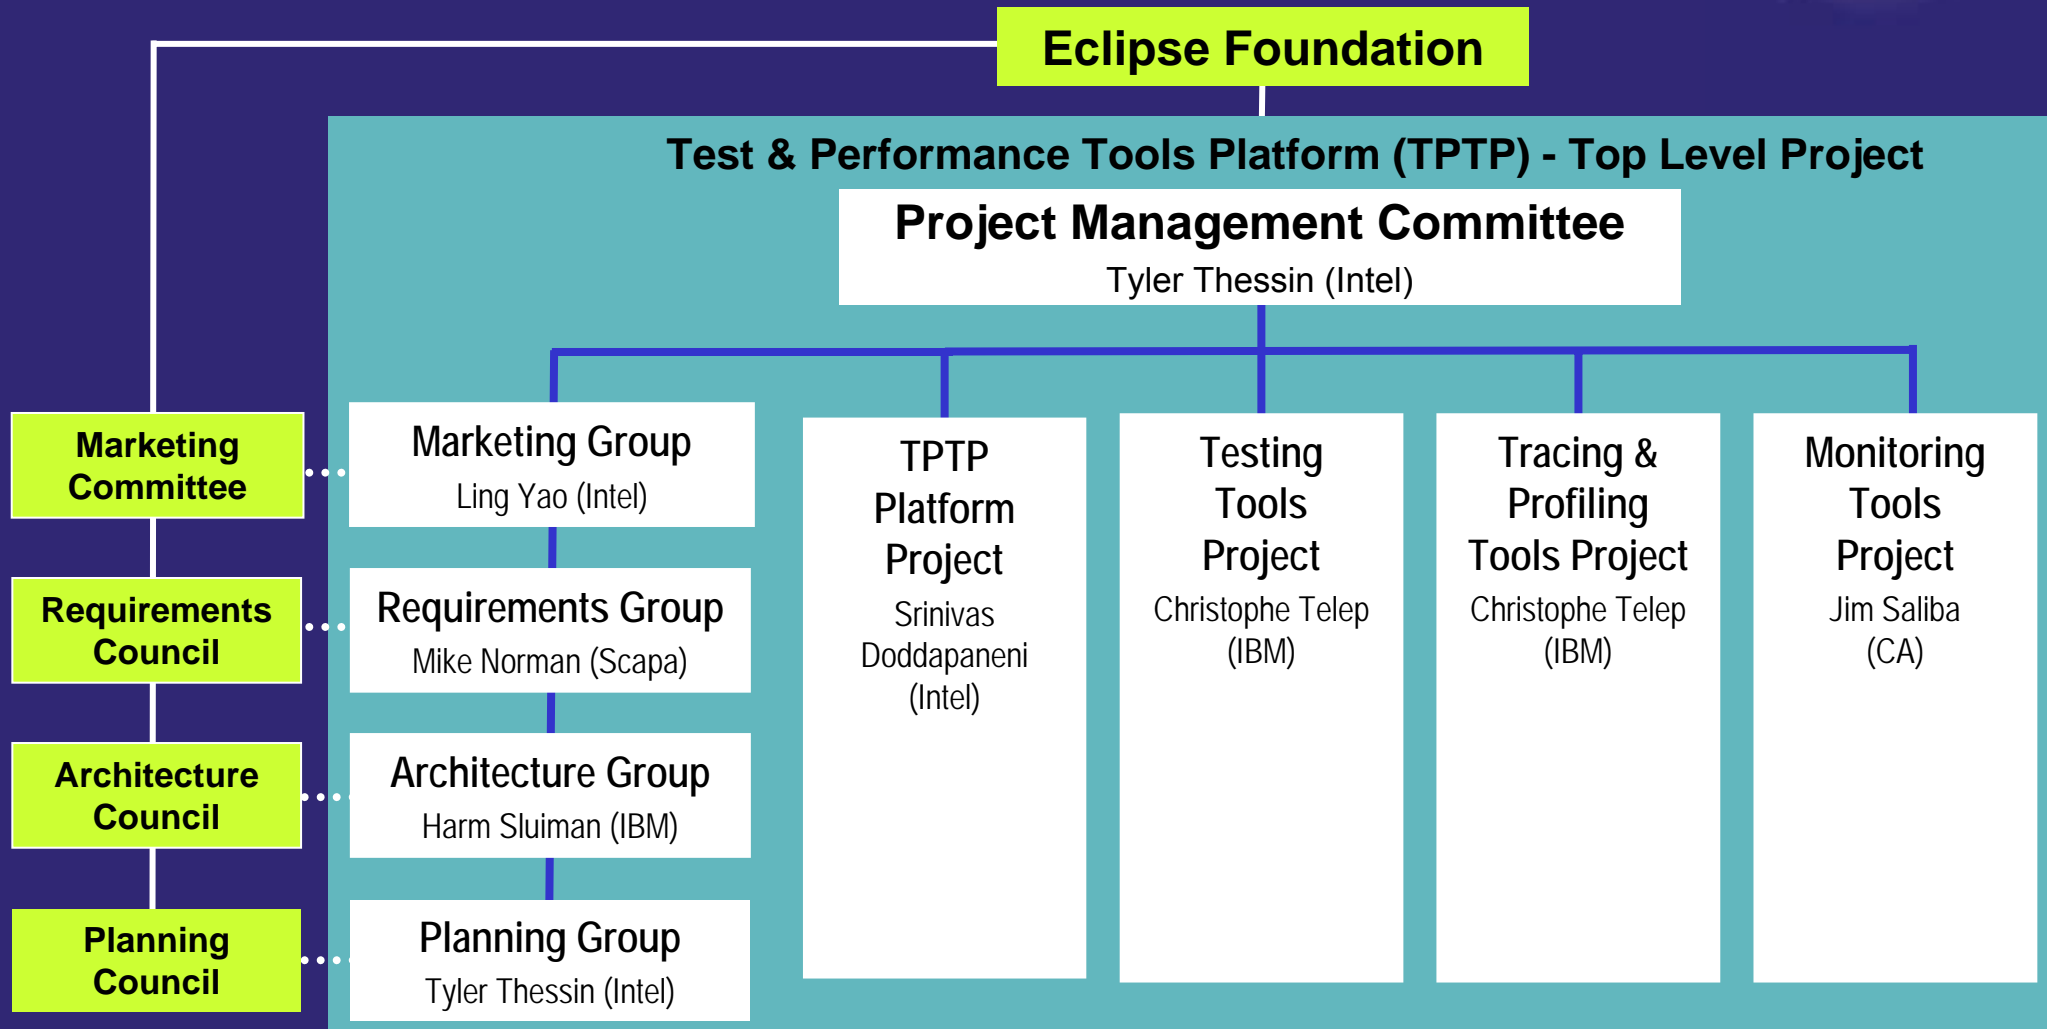 Eclipse Foundation
Test & Performance Tools Platform (TPTP) - Top Level Project
Project Management Committee
Tyler Thessin (Intel)
Marketing
Committee
Requirements
Council
Architecture
Council
Planning
Council
Marketing Group
Ling Yao (Intel)
Requirements Group
Mike Norman (Scapa)
Architecture Group
Harm Sluiman (IBM)
Planning Group
Tyler Thessin (Intel)
TPTP
Platform
Project
Srinivas
Doddapaneni
(Intel)
Testing
Tools
Project
Christophe Telep
(IBM)
Tracing &
Profiling
Tools Project
Christophe Telep
(IBM)
Monitoring
Tools
Project
Jim Saliba
(CA)